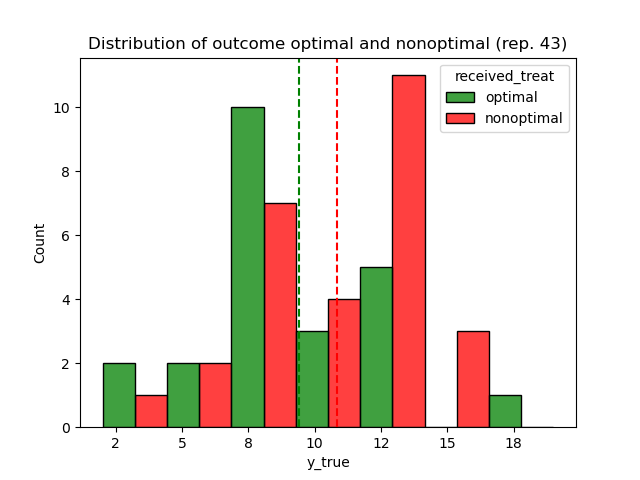 Distribution of outcome optimal and nonoptimal (rep. 43)
received_treat
optimal
nonoptimal
Count
10
8
6
4
2
0
2 5 8 10 12 15 18
y_true